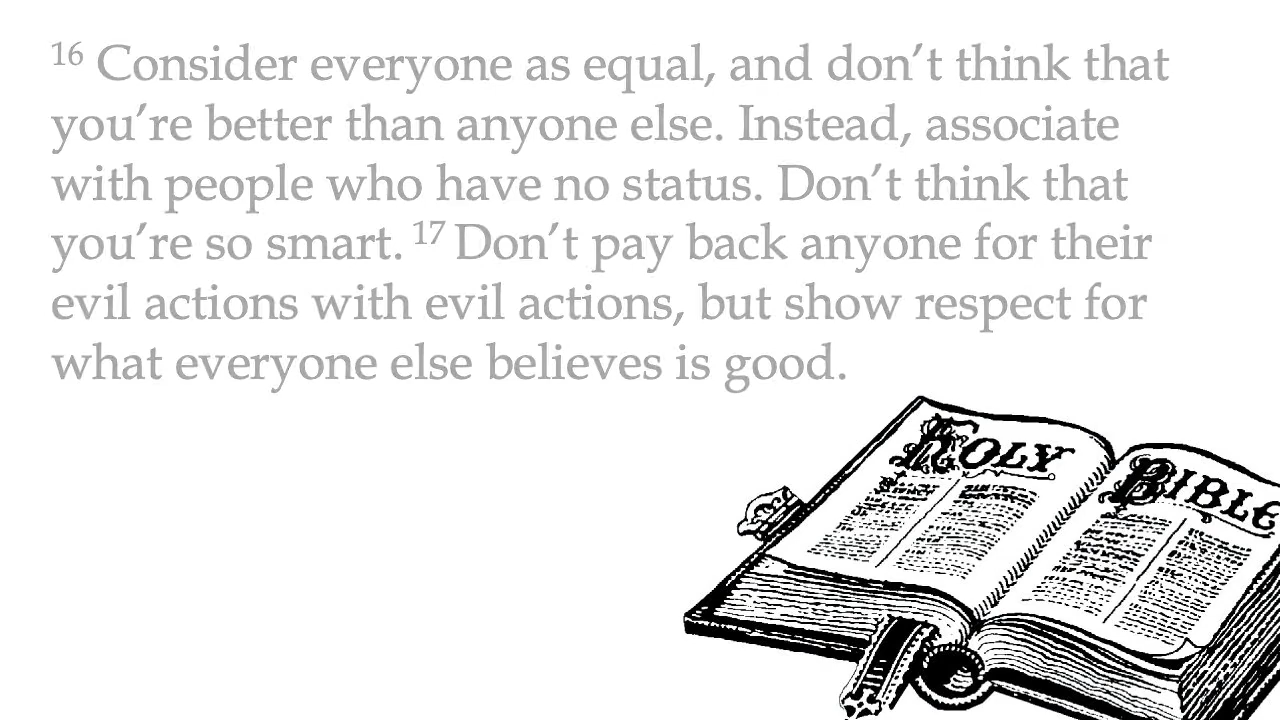 16 Consider everyone as equal, and don’t think that
you’re better than anyone else. Instead, associate
with people who have no status. Don’t think that
you’re so smart. 17 Don’t pay back anyone for their
evil actions with evil actions, but show respect for
what everyone else believes is good.
HOLY BIBLE